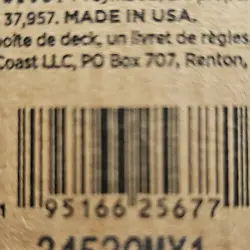 37,957. MADE IN U.S.A.
boîte de deck, un livret de règles
Coast LLC, PO Box 707, Renton,
1 95166 25677